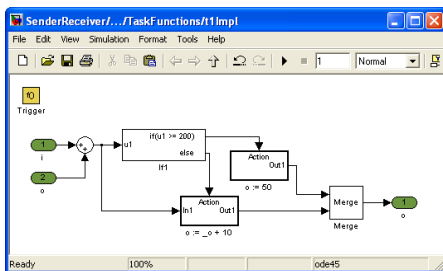 SenderReceiver/.../TaskFunctions/t1Impl
File Edit View Simulation Format Tools Help
1 Normal
f()
Trigger
1
i
2
o
u1
if(u1 >= 200)
else
If1
Action
Out1
o := 50
Action
In1 Out1
o := _o + 10
Merge
Merge
1
o
Ready 100% ode45